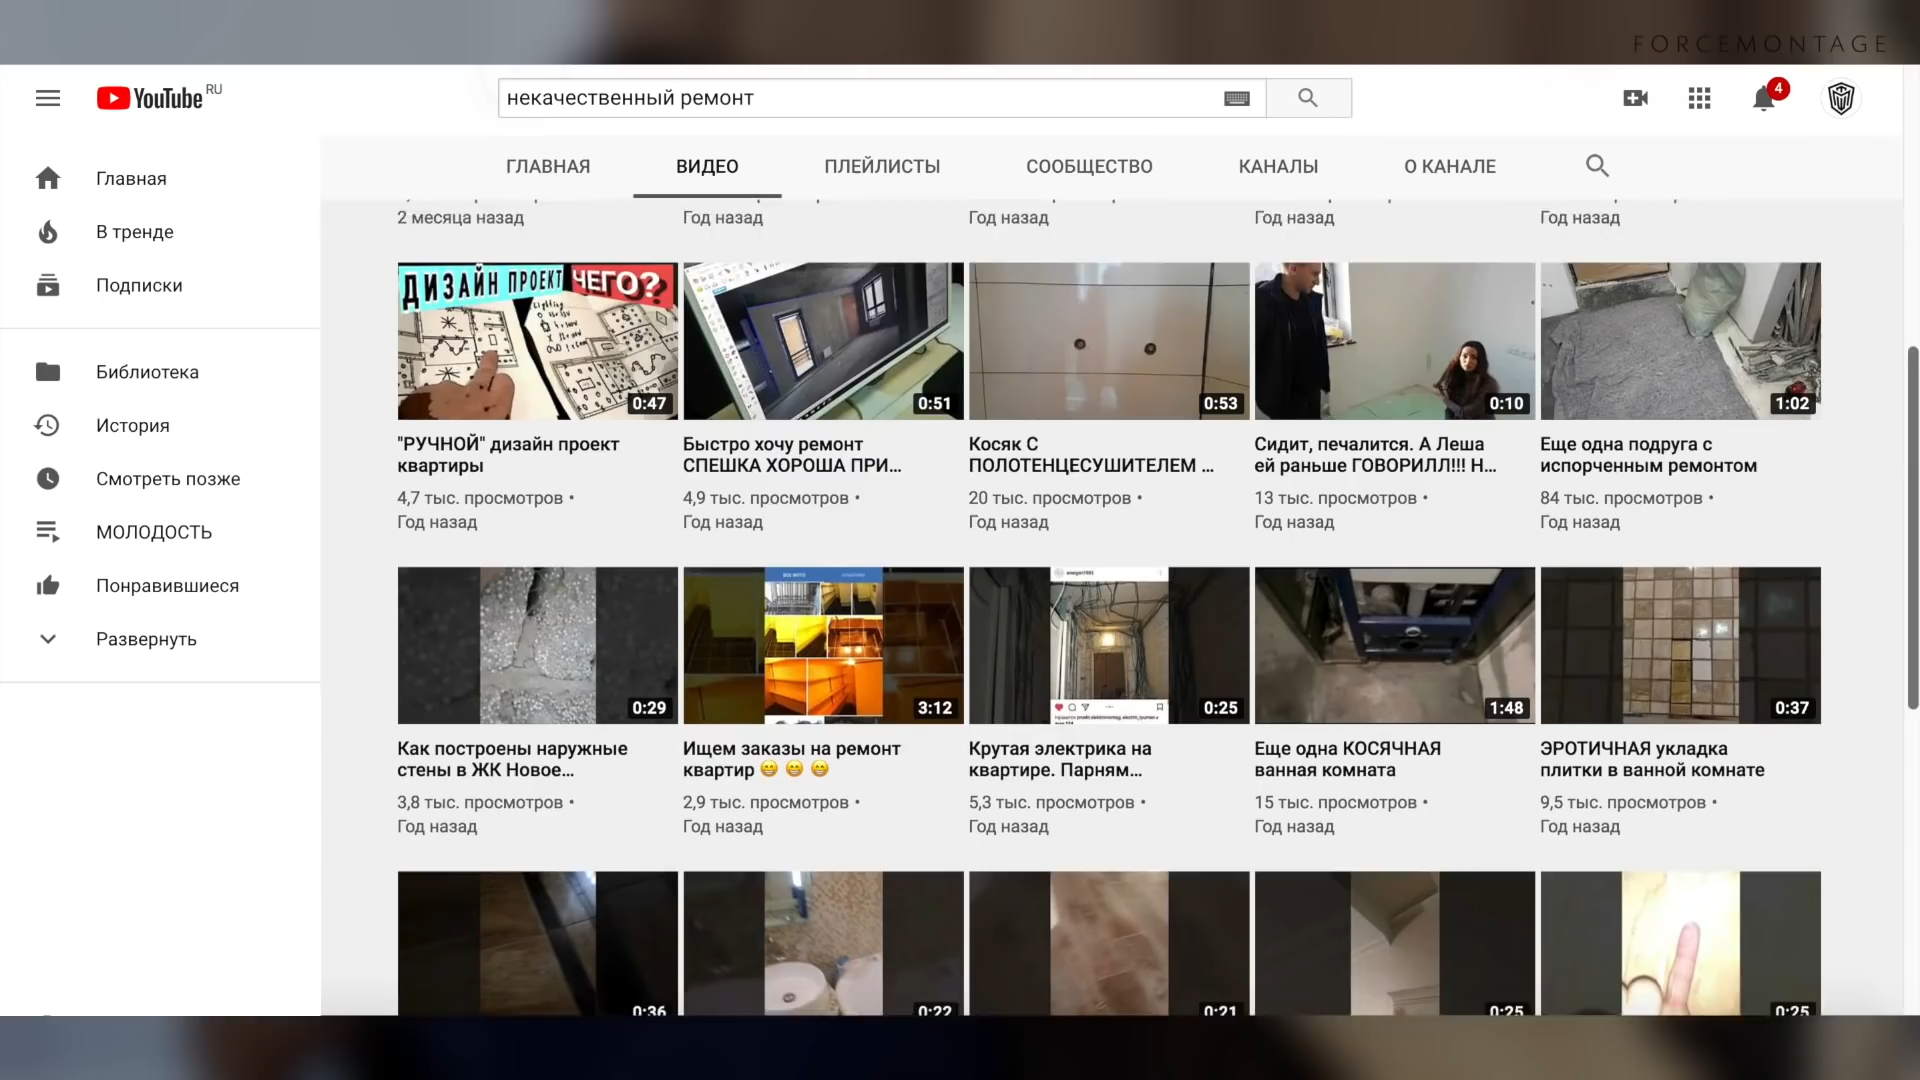 FORCEMONTAGE
YouTube RU
некачественный ремонт
4
ГЛАВНАЯ
ВИДЕО
ПЛЕЙЛИСТЫ
СООБЩЕСТВО
КАНАЛЫ
О КАНАЛЕ
Главная
В тренде
Подписки
Библиотека
История
Смотреть позже
МОЛОДОСТЬ
Понравившиеся
Развернуть
2 месяца назад
Год назад
Год назад
Год назад
Год назад
ДИЗАЙН ПРОЕКТ
ЧЕГО?
Lighting
0:47
0:51
0:53
0:10
1:02
"РУЧНОЙ" дизайн проект
квартиры
4,7 тыс. просмотров •
Год назад
Быстро хочу ремонт
СПЕШКА ХОРОША ПРИ...
4,9 тыс. просмотров •
Год назад
Косяк С
ПОЛОТЕНЦЕСУШИТЕЛЕМ ...
20 тыс. просмотров •
Год назад
Сидит, печалится. А Леша
ей раньше ГОВОРИЛЛ!!! Н...
13 тыс. просмотров •
Год назад
Еще одна подруга с
испорченным ремонтом
84 тыс. просмотров •
Год назад
0:29
3:12
0:25
1:48
0:37
Как построены наружные
стены в ЖК Новое...
3,8 тыс. просмотров •
Год назад
Ищем заказы на ремонт
квартир 😁 😁 😁
2,9 тыс. просмотров •
Год назад
Крутая электрика на
квартире. Парням...
5,3 тыс. просмотров •
Год назад
Еще одна КОСЯЧНАЯ
ванная комната
15 тыс. просмотров •
Год назад
ЭРОТИЧНАЯ укладка
плитки в ванной комнате
9,5 тыс. просмотров •
Год назад
0:36
0:22
0:21
0:25
0:25